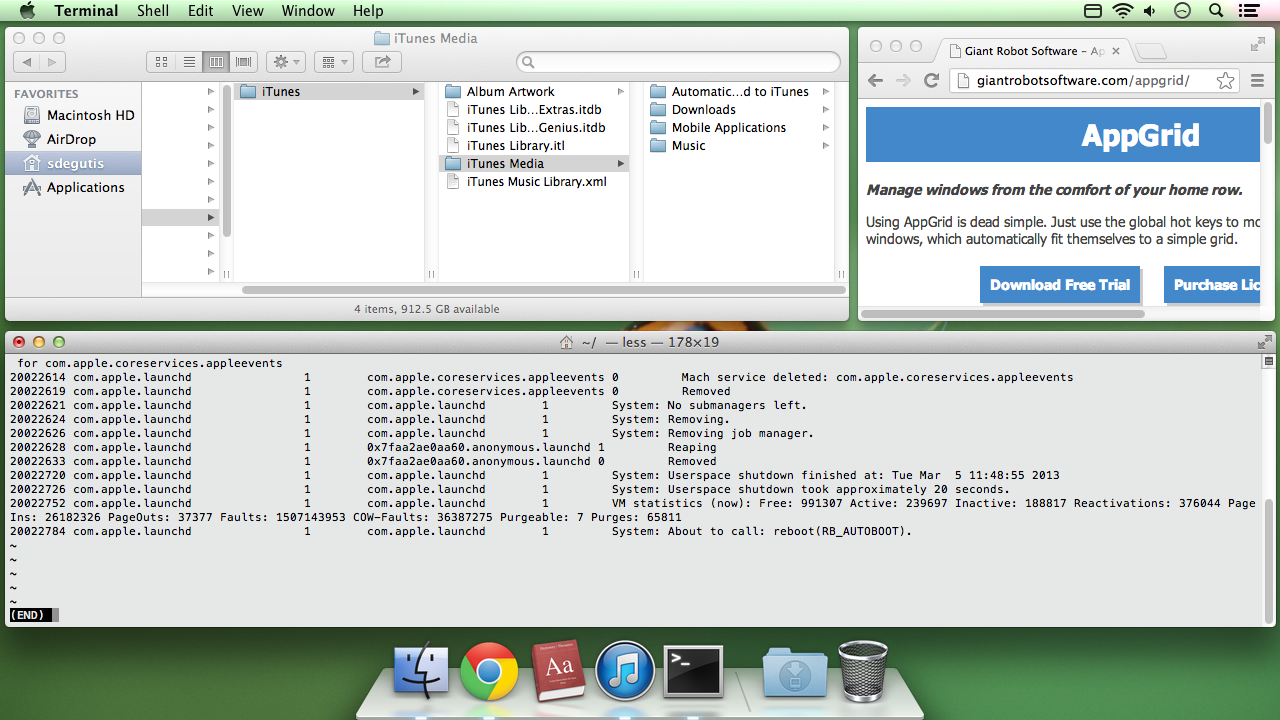 Terminal Shell Edit View Window Help
iTunes Media
FAVORITES
Macintosh HD
AirDrop
sdegutis
Applications
iTunes
Album Artwork
iTunes Lib...Extras.itdb
iTunes Lib...Genius.itdb
iTunes Library.itl
iTunes Media
iTunes Music Library.xml
Automatic...d to iTunes
Downloads
Mobile Applications
Music
4 items, 912.5 GB available
Giant Robot Software – Ap
giantrobotsoftware.com/appgrid/
AppGrid
Manage windows from the comfort of your home row.
Using AppGrid is dead simple. Just use the global hot keys to mo
windows, which automatically fit themselves to a simple grid.
Download Free Trial
Purchase Lic
~/ — less — 178×19
for com.apple.coreservices.appleevents
20022614 com.apple.launchd 1 com.apple.coreservices.appleevents 0 Mach service deleted: com.apple.coreservices.appleevents
20022619 com.apple.launchd 1 com.apple.coreservices.appleevents 0 Removed
20022621 com.apple.launchd 1 com.apple.launchd 1 System: No submanagers left.
20022624 com.apple.launchd 1 com.apple.launchd 1 System: Removing.
20022626 com.apple.launchd 1 com.apple.launchd 1 System: Removing job manager.
20022628 com.apple.launchd 1 0x7faa2ae0aa60.anonymous.launchd 1 Reaping
20022633 com.apple.launchd 1 0x7faa2ae0aa60.anonymous.launchd 0 Removed
20022720 com.apple.launchd 1 com.apple.launchd 1 System: Userspace shutdown finished at: Tue Mar 5 11:48:55 2013
20022726 com.apple.launchd 1 com.apple.launchd 1 System: Userspace shutdown took approximately 20 seconds.
20022752 com.apple.launchd 1 com.apple.launchd 1 VM statistics (now): Free: 991307 Active: 239697 Inactive: 188817 Reactivations: 376044 Page
Ins: 26182326 PageOuts: 37377 Faults: 1507143953 COW-Faults: 36387275 Purgeable: 7 Purges: 65811
20022784 com.apple.launchd 1 com.apple.launchd 1 System: About to call: reboot(RB_AUTOBOOT).
~
~
~
~
~
(END)
Aa
>_